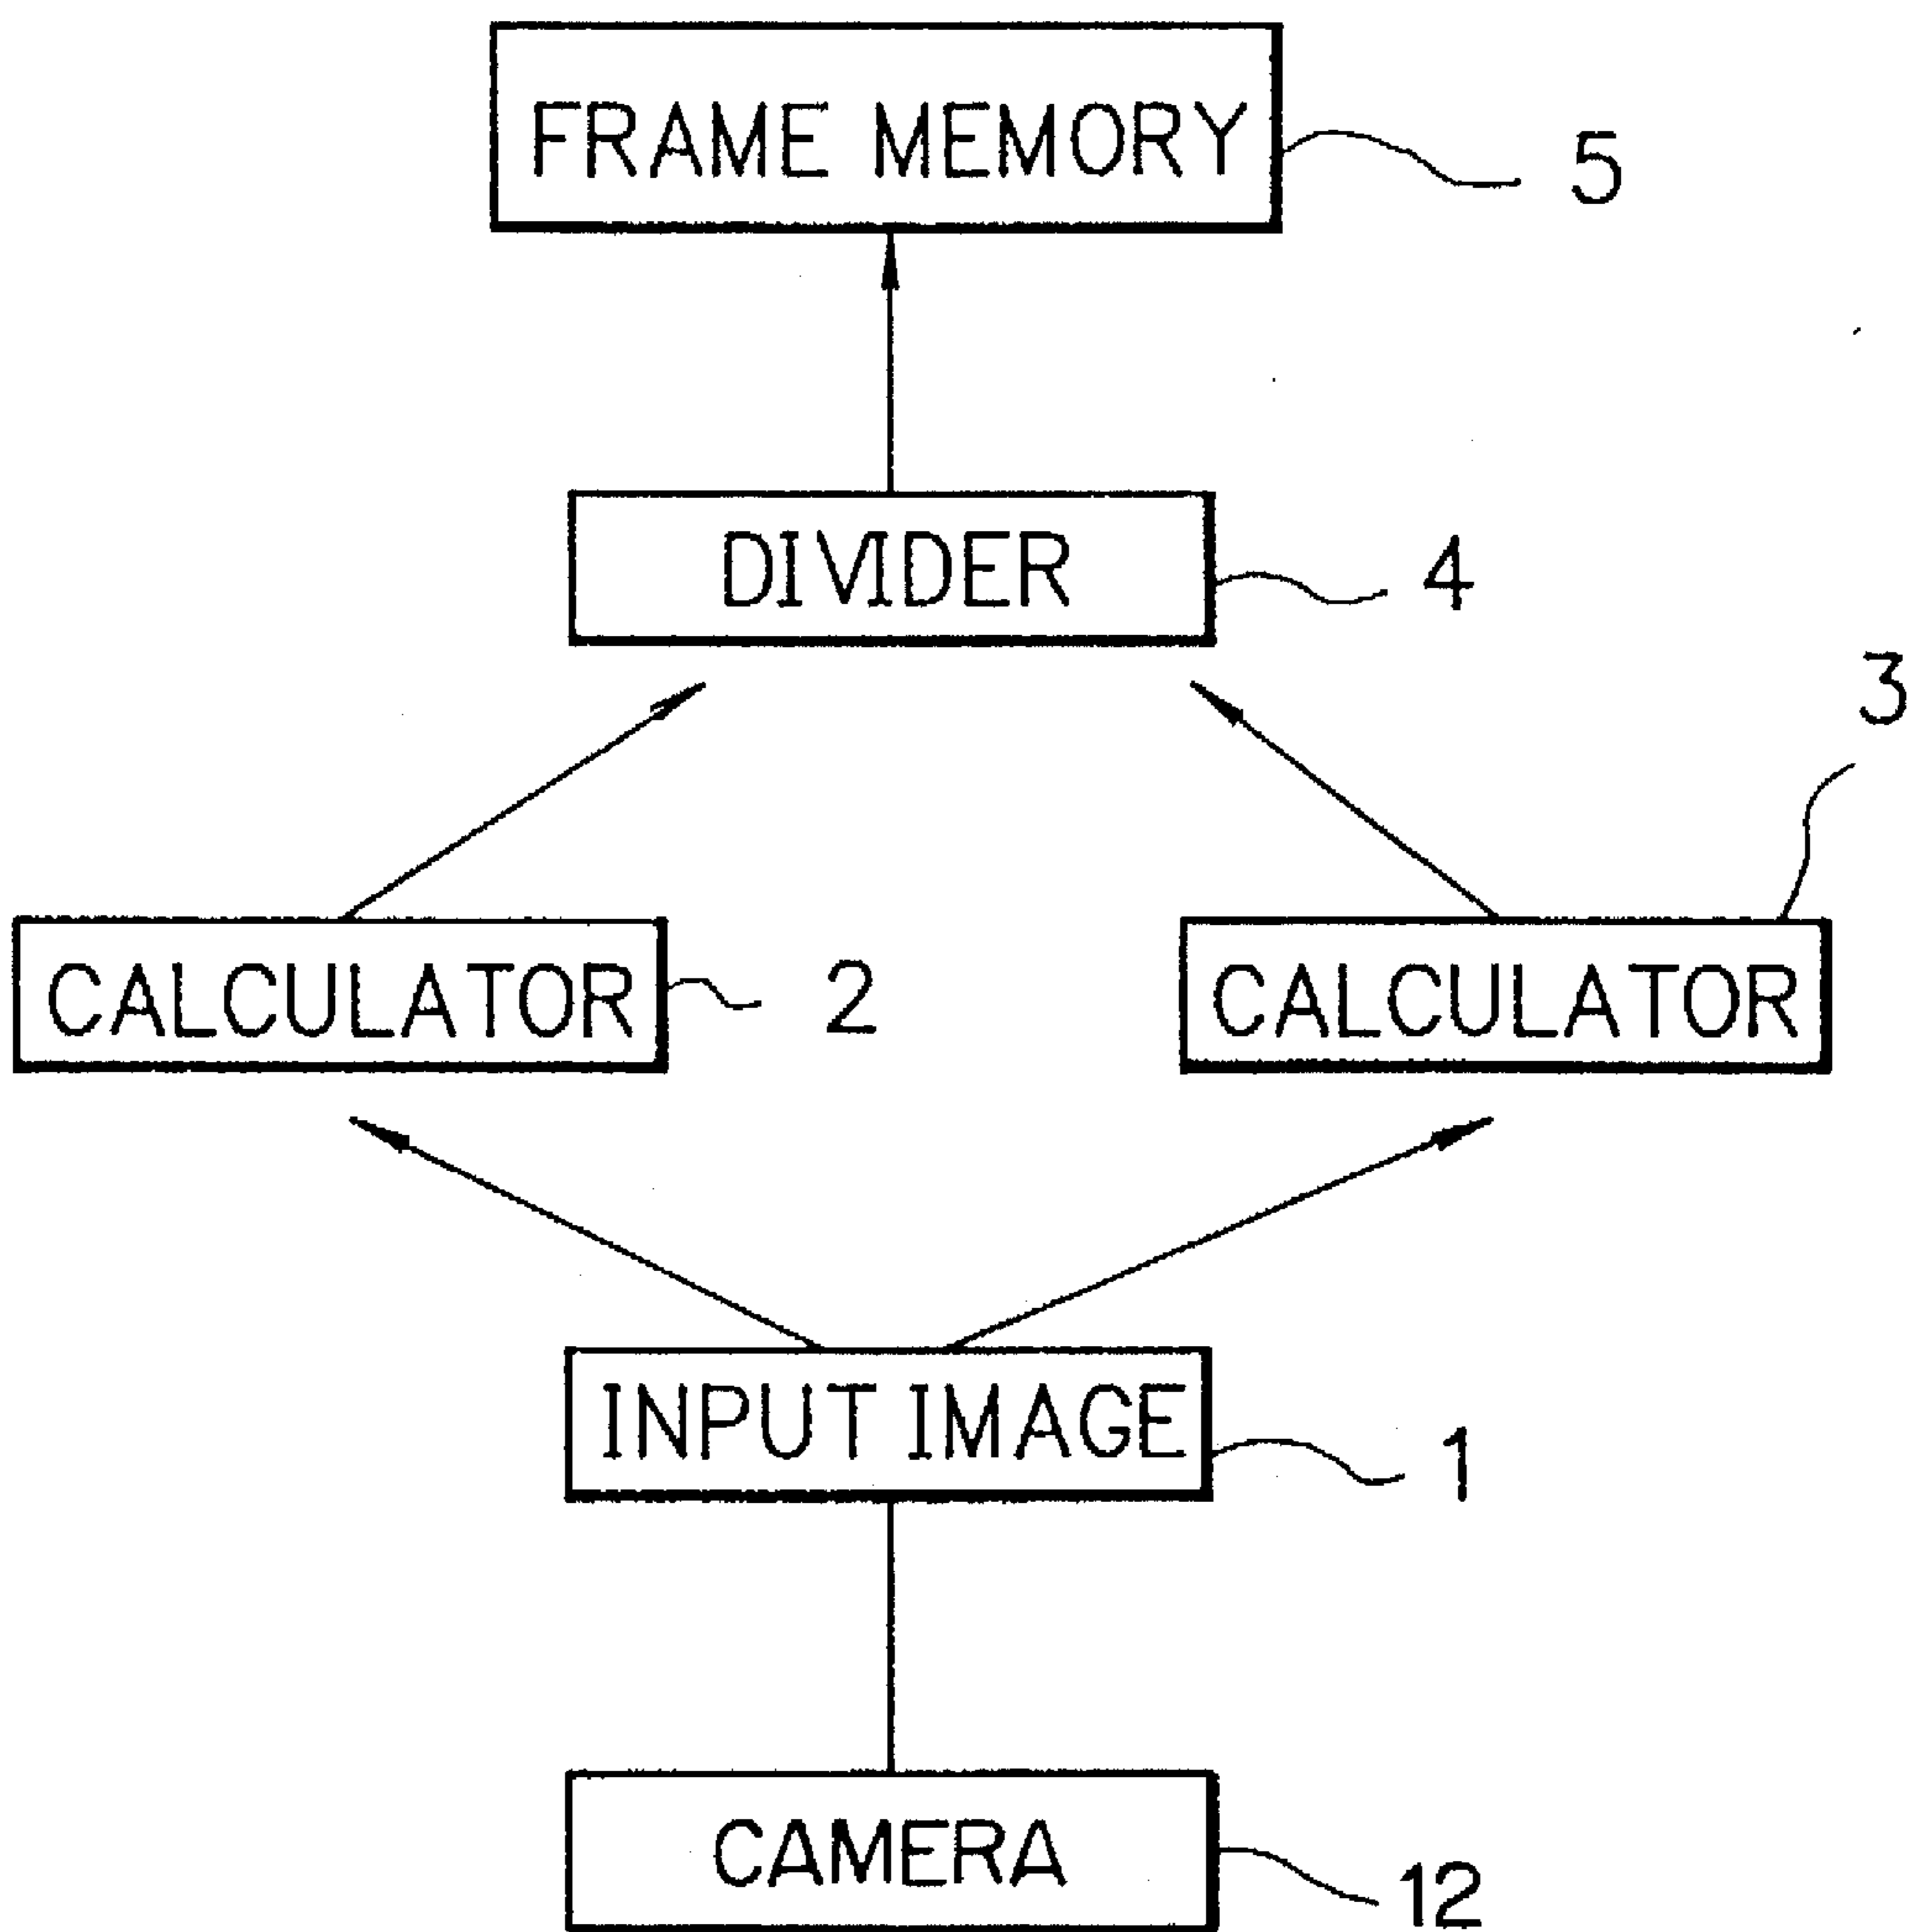 FRAME MEMORY
5
DIVIDER
4
3
CALCULATOR
2
CALCULATOR
INPUT IMAGE
1
CAMERA
12